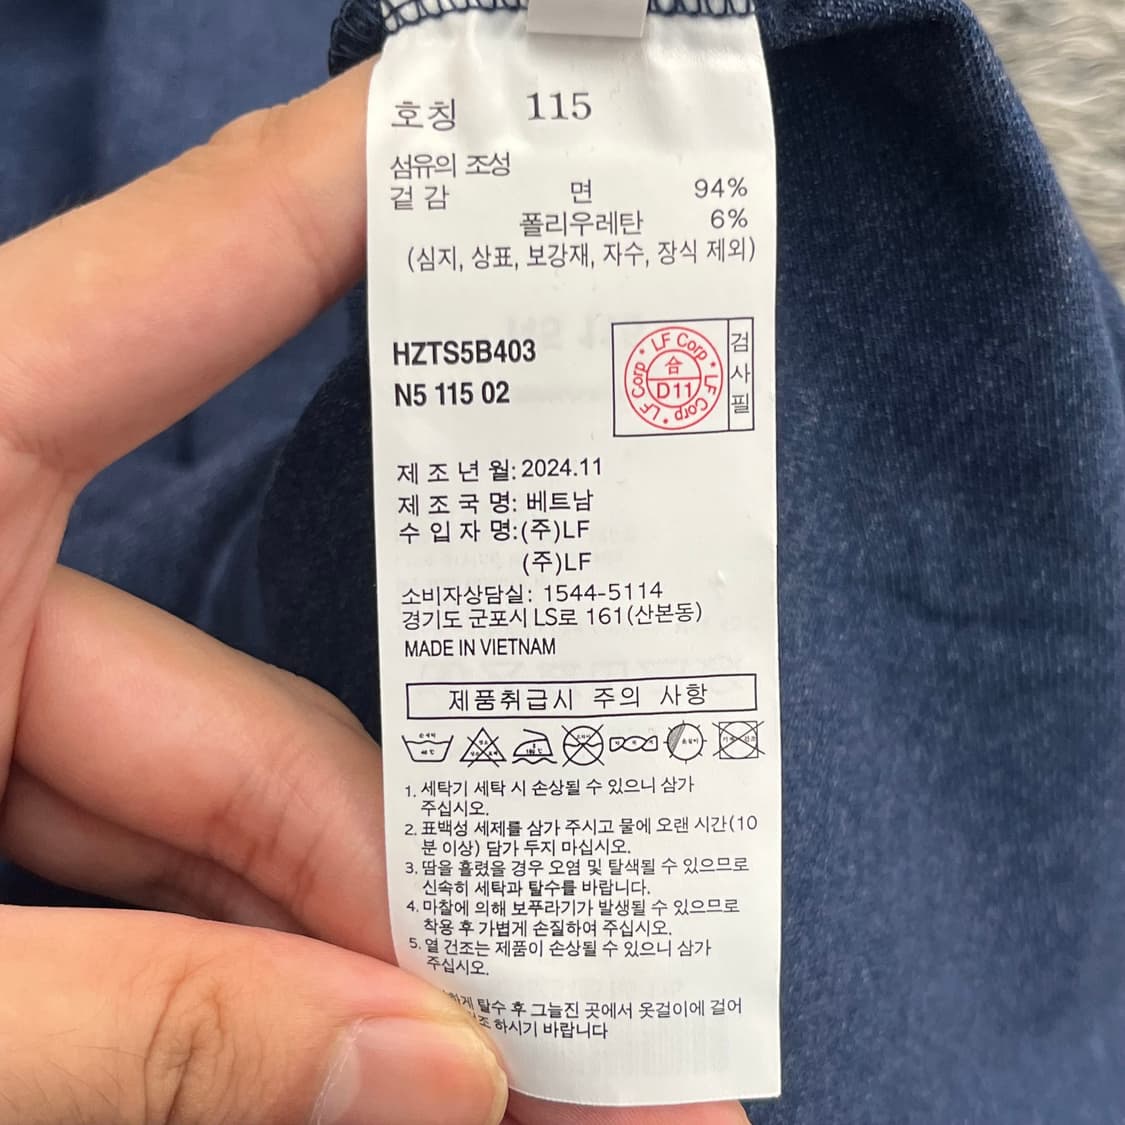 호칭 115
섬유의 조성
겉감 면 94%
폴리우레탄 6%
(심지, 상표, 보강재, 자수, 장식 제외)
HZTS5B403
N5 115 02
LF Corp * LF Corp * LF Corp *
合
D11
검사필
제조년월: 2024.11
제조국명: 베트남
수입자명:(주)LF
(주)LF
소비자상담실: 1544-5114
경기도 군포시 LS로 161(산본동)
MADE IN VIETNAM
제품취급시 주의 사항
1. 세탁기 세탁 시 손상될 수 있으니 삼가
주십시오.
2. 표백성 세제를 삼가 주시고 물에 오랜 시간(10
분 이상) 담가 두지 마십시오.
3. 땀을 흘렸을 경우 오염 및 탈색될 수 있으므로
신속히 세탁과 탈수를 바랍니다.
4. 마찰에 의해 보푸라기가 발생될 수 있으므로
착용 후 가볍게 손질하여 주십시오.
5. 열 건조는 제품이 손상될 수 있으니 삼가
주십시오.
탈수 후 그늘진 곳에서 옷걸이에 걸어
하시기 바랍니다